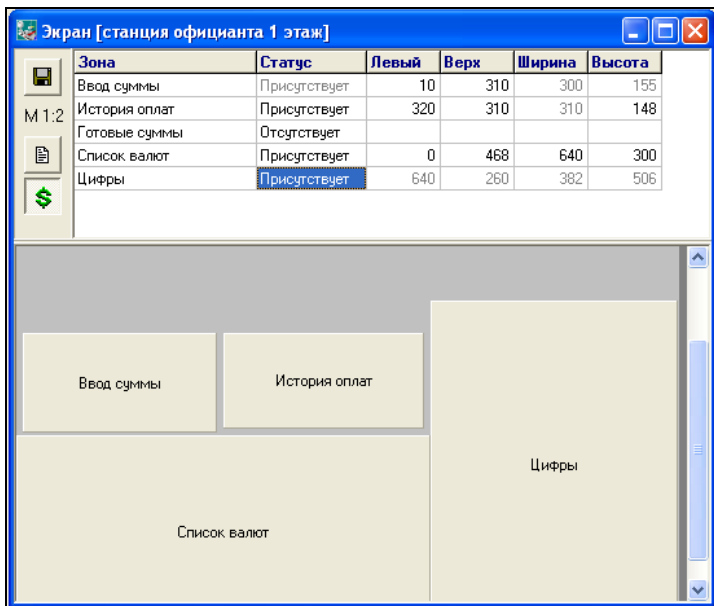 Экран [станция официанта 1 этаж]
Зона Статус Левый Верх Ширина Высота
Ввод суммы Присутствует 10 310 300 155
История оплат Присутствует 320 310 310 148
Готовые суммы Отсутствует
Список валют Присутствует 0 468 640 300
Цифры Присутствует 640 260 382 506
М 1:2
$
Ввод суммы
История оплат
Цифры
Список валют